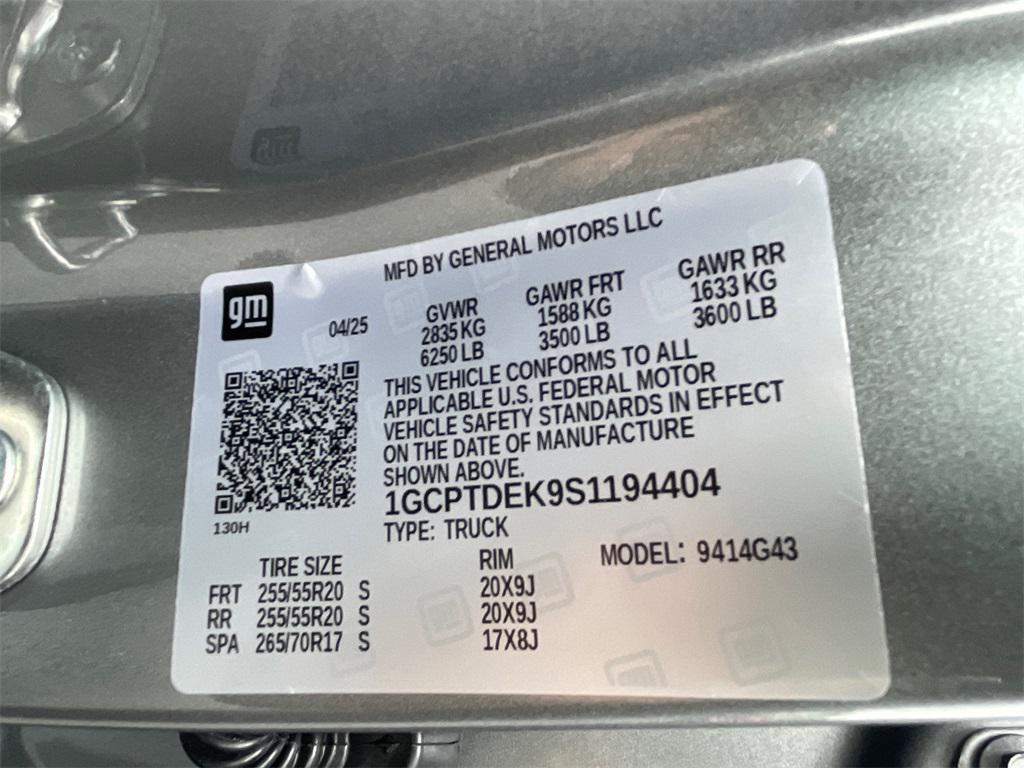 MFD BY GENERAL MOTORS LLC
gm
04/25
GVWR
2835 KG
6250 LB
GAWR FRT
1588 KG
3500 LB
GAWR RR
1633 KG
3600 LB
THIS VEHICLE CONFORMS TO ALL
APPLICABLE U.S. FEDERAL MOTOR
VEHICLE SAFETY STANDARDS IN EFFECT
ON THE DATE OF MANUFACTURE
SHOWN ABOVE.
1GCPTDEK9S1194404
130H
TYPE: TRUCK
MODEL: 9414G43
TIRE SIZE RIM
FRT 255/55R20 S 20X9J
RR 255/55R20 S 20X9J
SPA 265/70R17 S 17X8J